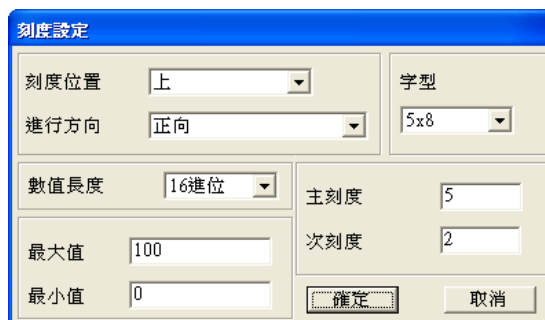 刻度設定
刻度位置 上
進行方向 正向
字型
5x8
數值長度 16進位
最大值 100
最小值 0
主刻度 5
次刻度 2
確定 取消